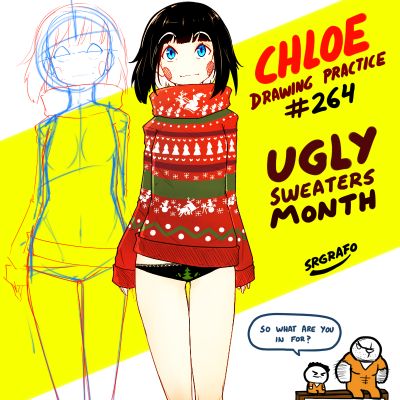 CHLOE
DRAWING PRACTICE
#264
UGLY
SWEATERS
MONTH
SRGRAFO
SO WHAT ARE YOU
IN FOR?